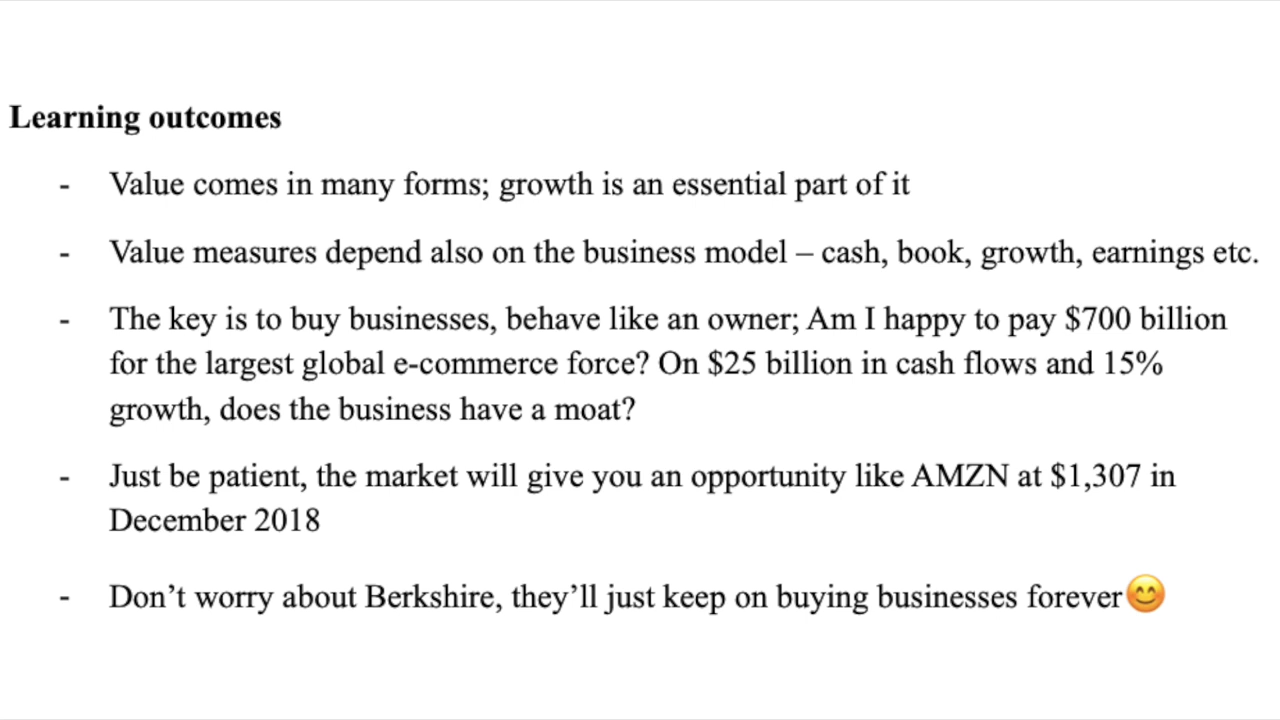 Learning outcomes
- Value comes in many forms; growth is an essential part of it
- Value measures depend also on the business model – cash, book, growth, earnings etc.
- The key is to buy businesses, behave like an owner; Am I happy to pay $700 billion
for the largest global e-commerce force? On $25 billion in cash flows and 15%
growth, does the business have a moat?
- Just be patient, the market will give you an opportunity like AMZN at $1,307 in
December 2018
- Don’t worry about Berkshire, they’ll just keep on buying businesses forever😊